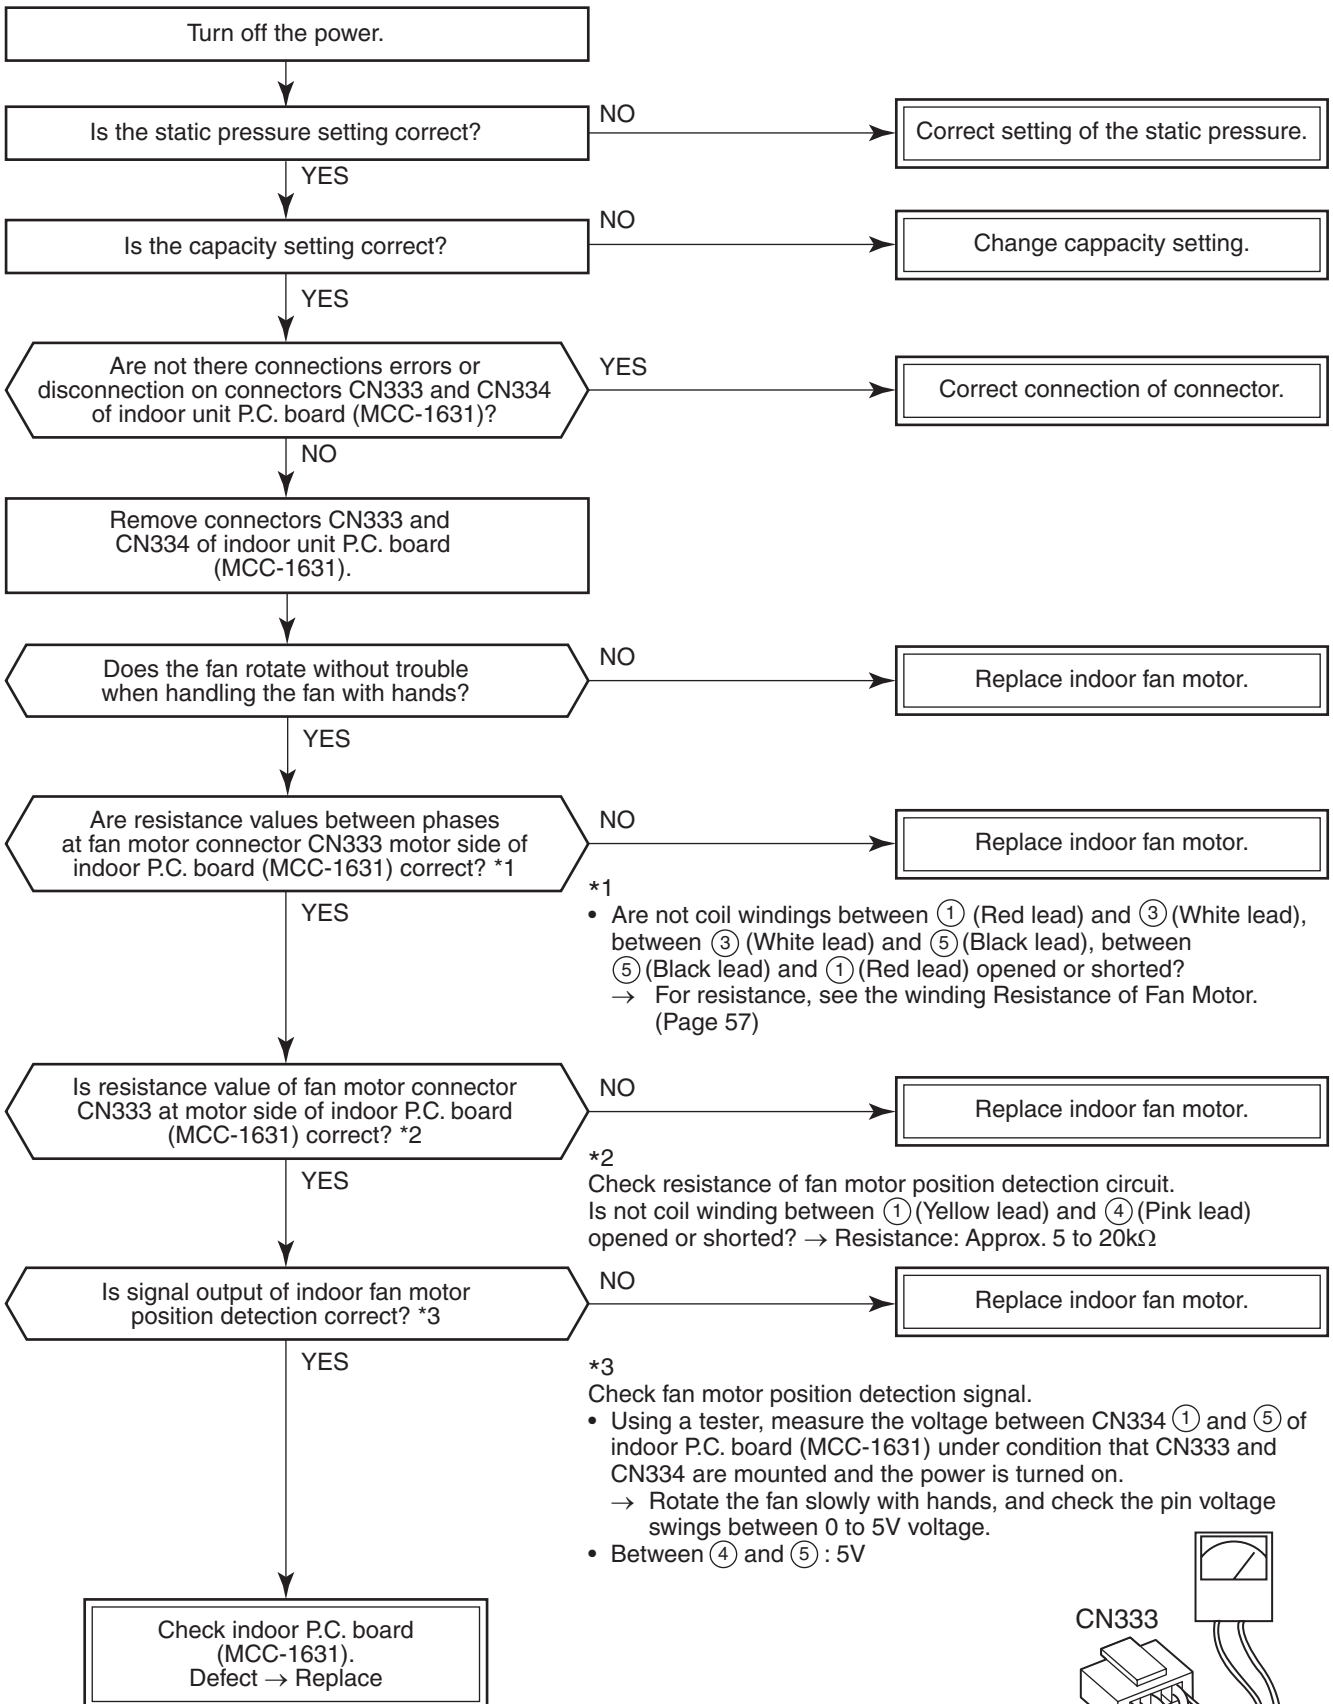 Turn off the power.
Is the static pressure setting correct?
NO
Correct setting of the static pressure.
YES
Is the capacity setting correct?
NO
Change cappacity setting.
YES
Are not there connections errors or
disconnection on connectors CN333 and CN334
of indoor unit P.C. board (MCC-1631)?
YES
Correct connection of connector.
NO
Remove connectors CN333 and
CN334 of indoor unit P.C. board
(MCC-1631).
Does the fan rotate without trouble
when handling the fan with hands?
NO
Replace indoor fan motor.
YES
Are resistance values between phases
at fan motor connector CN333 motor side of
indoor P.C. board (MCC-1631) correct? *1
NO
Replace indoor fan motor.
YES
*1
• Are not coil windings between ① (Red lead) and ③ (White lead),
between ③ (White lead) and ⑤ (Black lead), between
⑤ (Black lead) and ① (Red lead) opened or shorted?
→ For resistance, see the winding Resistance of Fan Motor.
(Page 57)
Is resistance value of fan motor connector
CN333 at motor side of indoor P.C. board
(MCC-1631) correct? *2
NO
Replace indoor fan motor.
YES
*2
Check resistance of fan motor position detection circuit.
Is not coil winding between ① (Yellow lead) and ④ (Pink lead)
opened or shorted? → Resistance: Approx. 5 to 20kΩ
Is signal output of indoor fan motor
position detection correct? *3
NO
Replace indoor fan motor.
YES
*3
Check fan motor position detection signal.
• Using a tester, measure the voltage between CN334 ① and ⑤ of
indoor P.C. board (MCC-1631) under condition that CN333 and
CN334 are mounted and the power is turned on.
→ Rotate the fan slowly with hands, and check the pin voltage
swings between 0 to 5V voltage.
• Between ④ and ⑤ : 5V
Check indoor P.C. board
(MCC-1631).
Defect → Replace
CN333